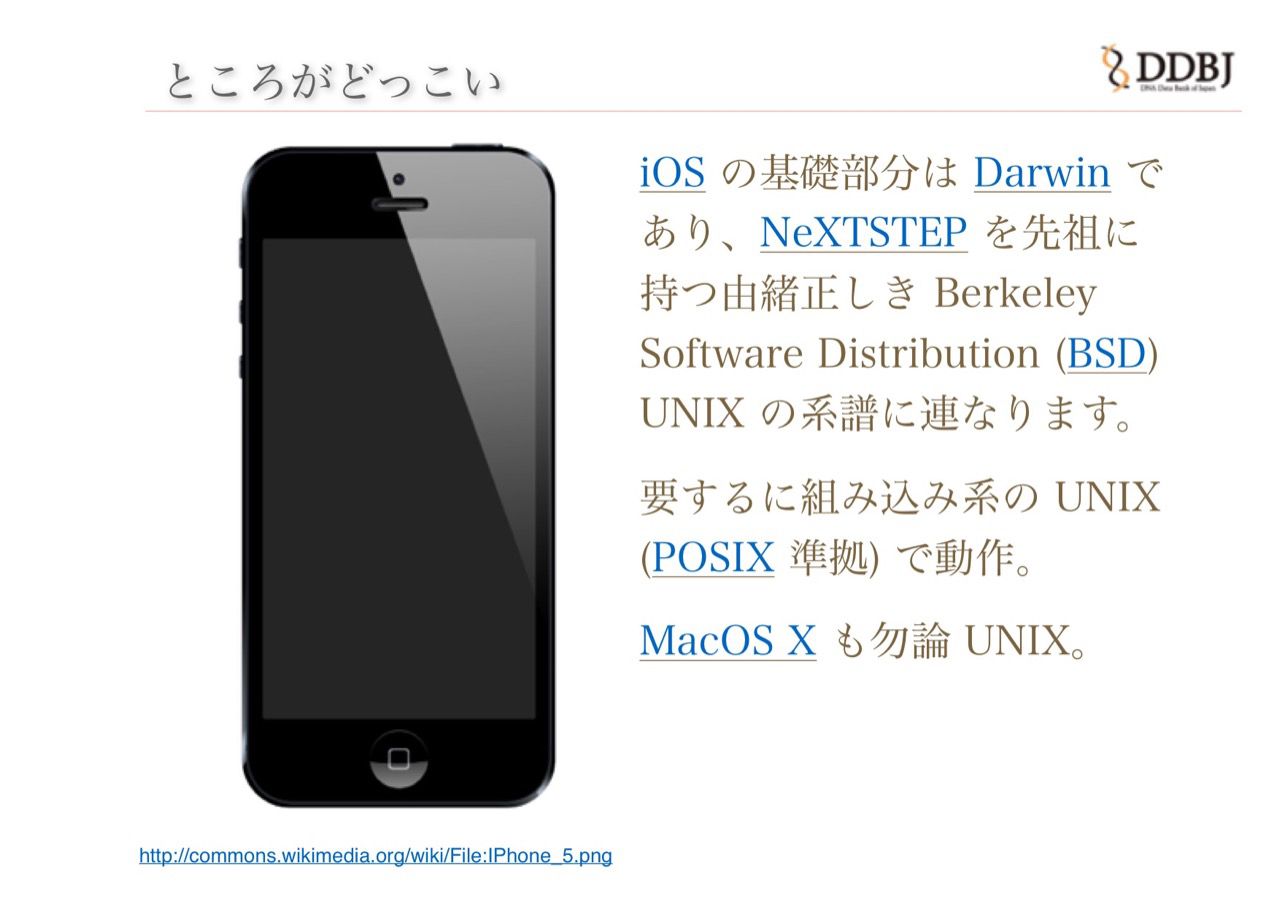 ところがどっこい
DDBJ
DNA Data Bank of Japan
iOS の基礎部分は Darwin で
あり、NeXTSTEP を先祖に
持つ由緒正しき Berkeley
Software Distribution (BSD)
UNIX の系譜に連なります。
要するに組み込み系の UNIX
(POSIX 準拠) で動作。
MacOS X も勿論 UNIX。
http://commons.wikimedia.org/wiki/File:IPhone_5.png